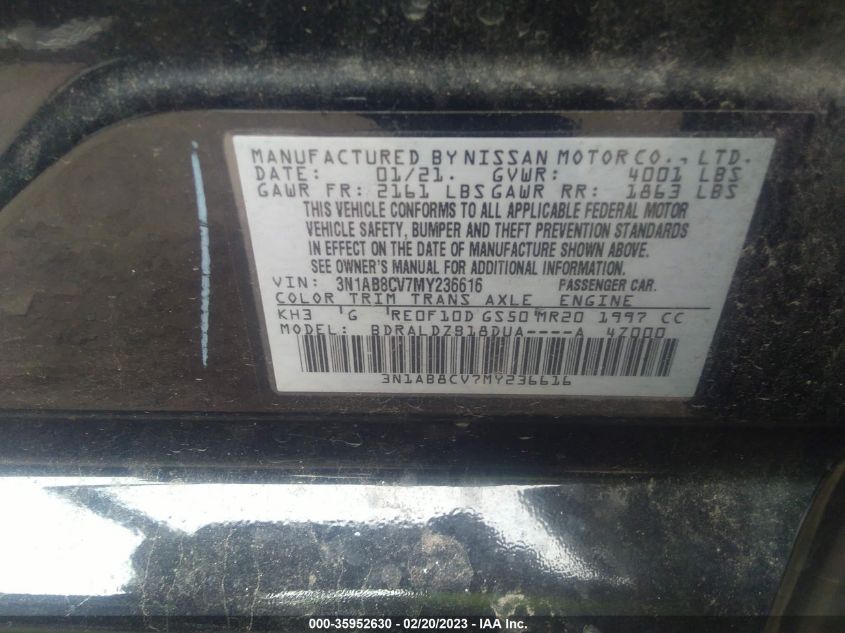 MANUFACTURED BY NISSAN MOTOR CO., LTD.
DATE: 01/21. GVWR: 4001 LBS
GAWR FR: 2161 LBS GAWR RR: 1863 LBS
THIS VEHICLE CONFORMS TO ALL APPLICABLE FEDERAL MOTOR
VEHICLE SAFETY, BUMPER AND THEFT PREVENTION STANDARDS
IN EFFECT ON THE DATE OF MANUFACTURE SHOWN ABOVE.
SEE OWNER'S MANUAL FOR ADDITIONAL INFORMATION.
VIN: 3N1AB8CV7MY236616 PASSENGER CAR.
COLOR TRIM TRANS AXLE ENGINE
KH3 G RE0F10D GS50 MR20 1997 CC
MODEL: BDRALDZB18DUA----A 47000
3N1AB8CV7MY236616
000-35952630 - 02/20/2023 - IAA Inc.